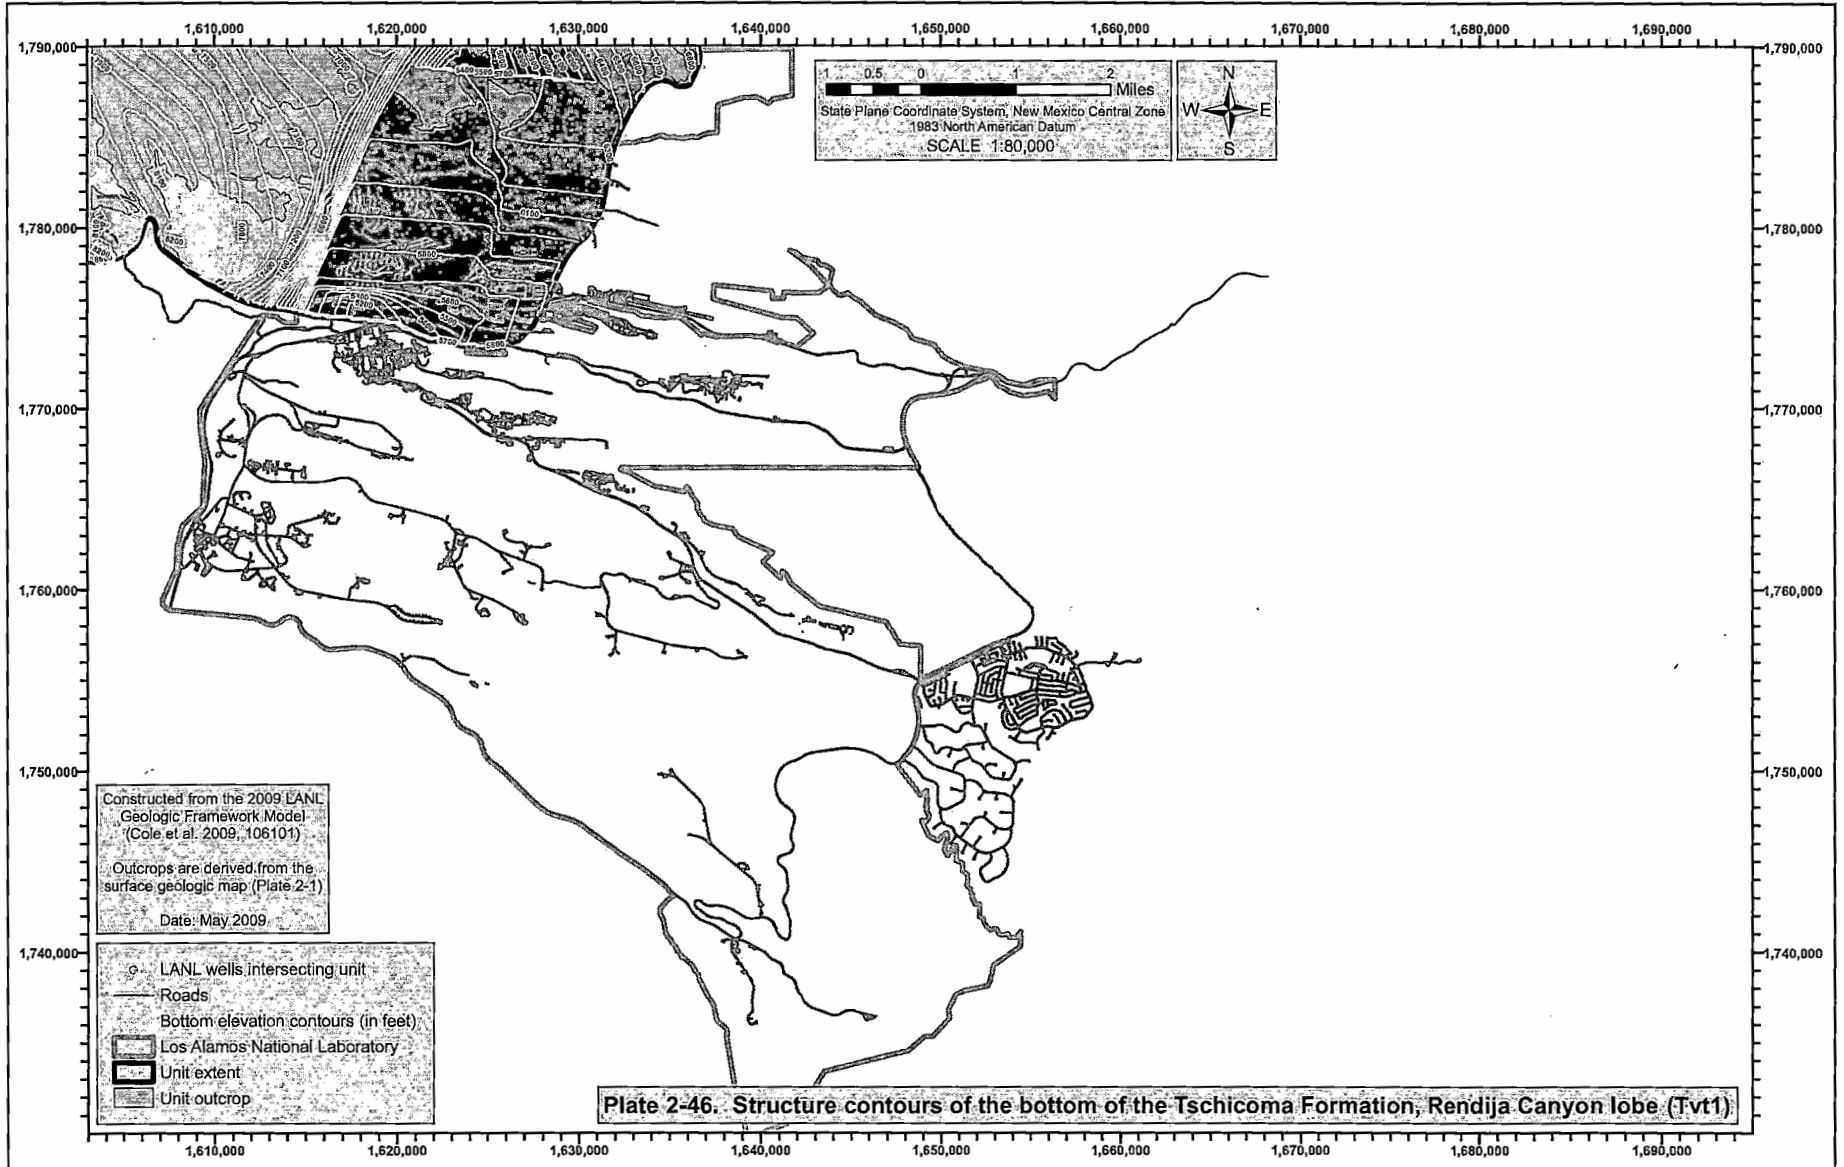 1,610,000 1,620,000 1,630,000 1,640,000 1,650,000 1,660,000 1,670,000 1,680,000 1,690,000
1,790,000 1,790,000
1 0.5 0 1 2
Miles
State Plane Coordinate System, New Mexico Central Zone
1983 North American Datum
SCALE 1:80,000
N
W E
S
5400 5500 5700
6100
7800
8200
5800
5700
1,780,000 1,780,000
1,770,000 1,770,000
1,760,000 1,760,000
1,750,000 1,750,000
Constructed from the 2009 LANL
Geologic Framework Model
(Cole et al. 2009, 106101)
Outcrops are derived from the
surface geologic map (Plate 2-1)
Date: May 2009
1,740,000 1,740,000
LANL wells intersecting unit
Roads
Bottom elevation contours (in feet)
Los Alamos National Laboratory
Unit extent
Unit outcrop
Plate 2-46. Structure contours of the bottom of the Tschicoma Formation, Rendija Canyon lobe (Tvt1)
1,610,000 1,620,000 1,630,000 1,640,000 1,650,000 1,660,000 1,670,000 1,680,000 1,690,000